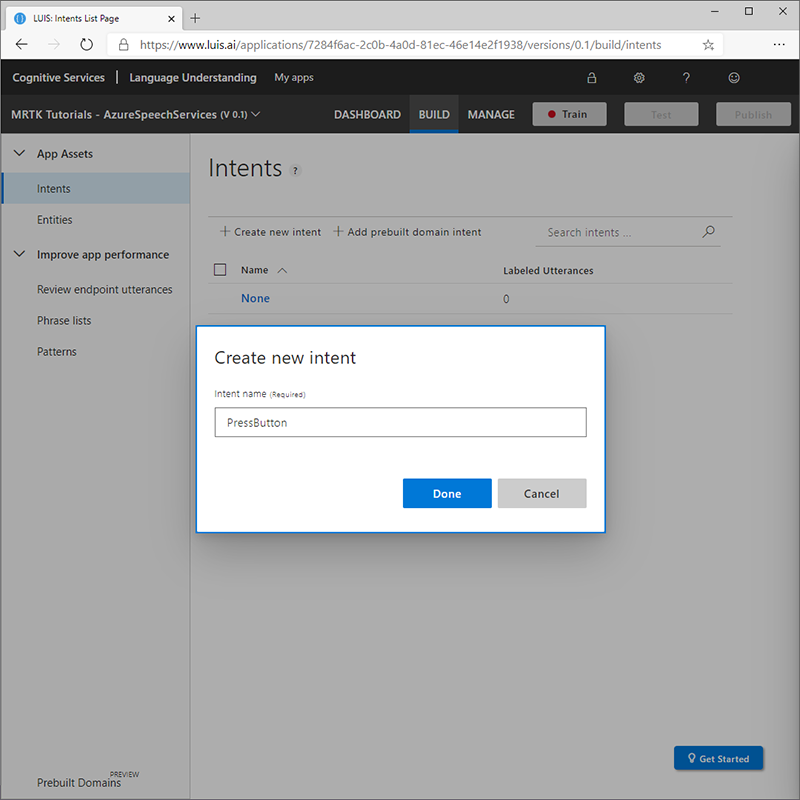 LUIS: Intents List Page
https://www.luis.ai/applications/7284f6ac-2c0b-4a0d-81ec-46e14e2f1938/versions/0.1/build/intents
Cognitive Services | Language Understanding My apps ?
MRTK Tutorials - AzureSpeechServices (V 0.1) DASHBOARD BUILD MANAGE Train Test Publish
App Assets
Intents
Entities
Improve app performance
Review endpoint utterances
Phrase lists
Patterns
Prebuilt Domains PREVIEW
Intents ?
+ Create new intent + Add prebuilt domain intent Search intents ...
Name Labeled Utterances
None 0
Create new intent
Intent name (Required)
PressButton
Done Cancel
Get Started